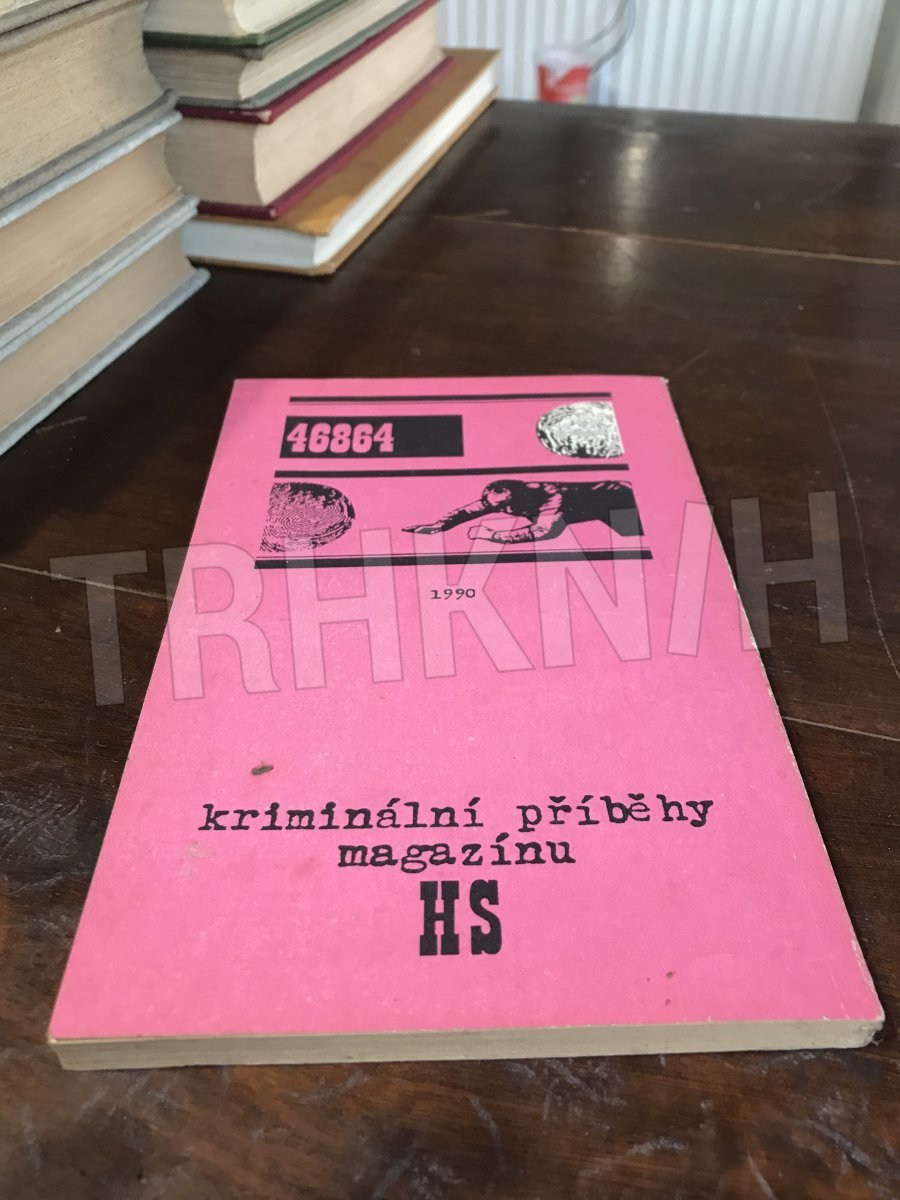 46864
1990
kriminální příběhy
magazínu
HS
TRHKNIH